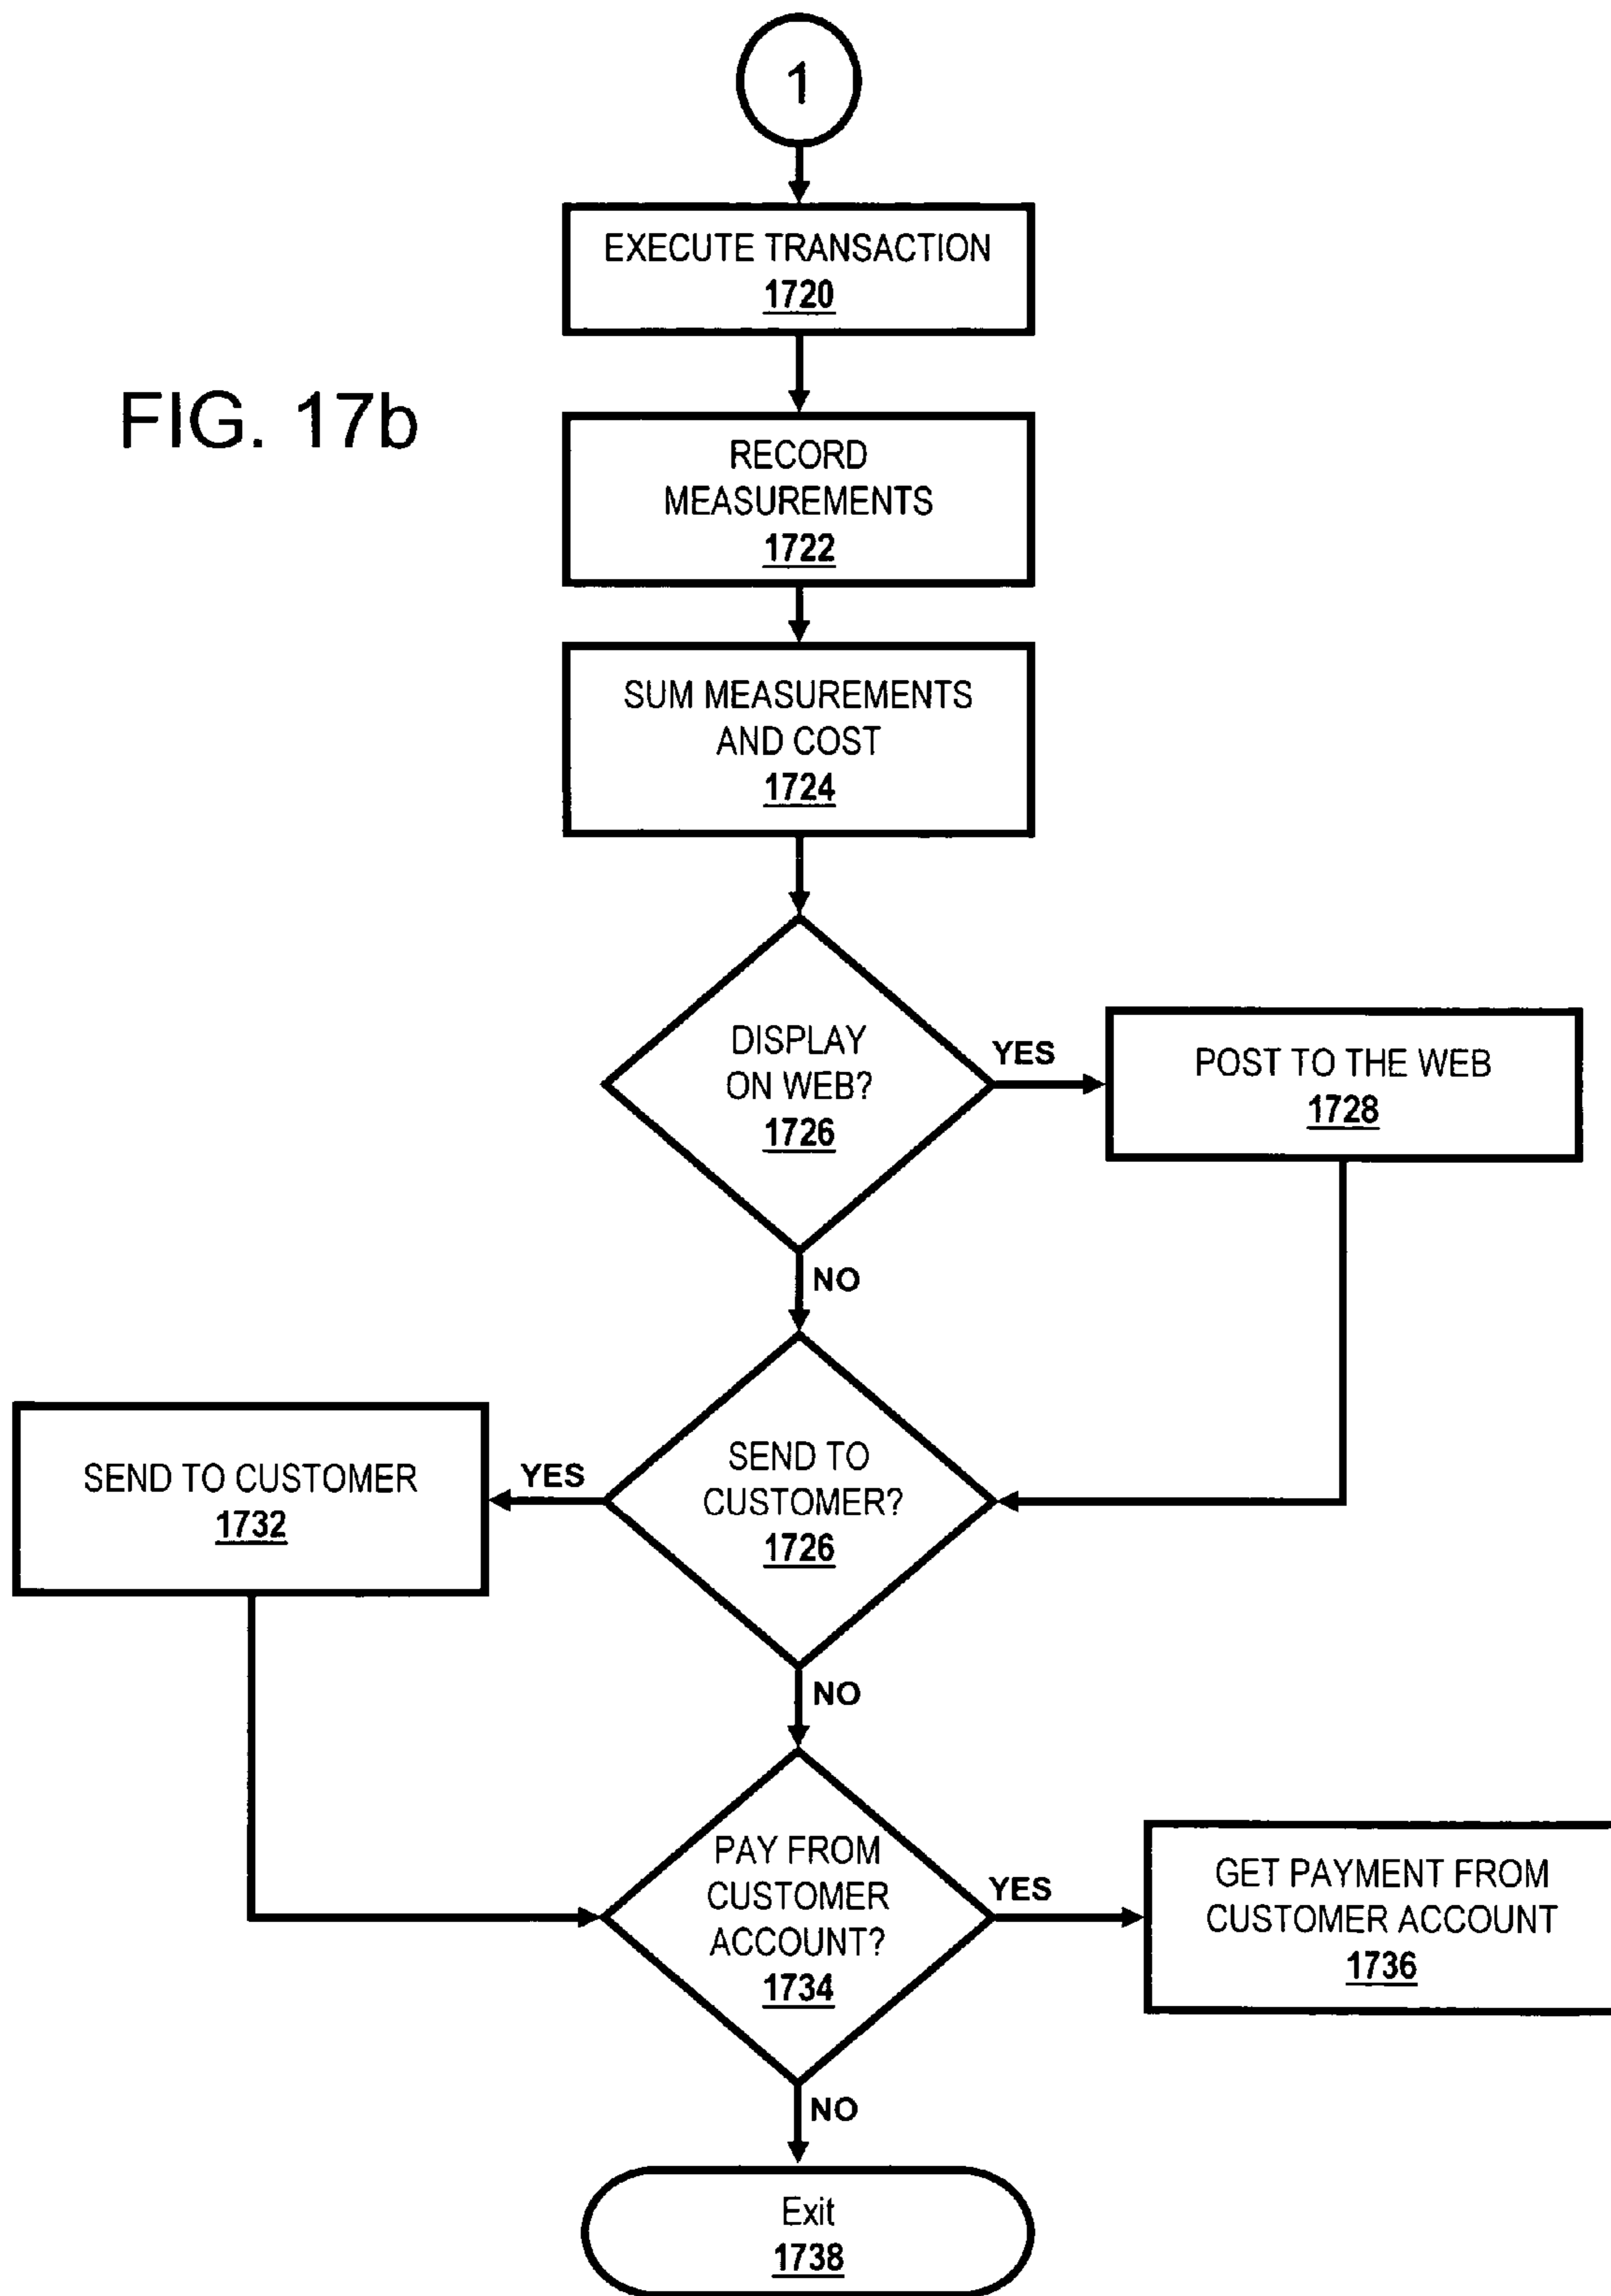 1
EXECUTE TRANSACTION
1720
FIG. 17b
RECORD
MEASUREMENTS
1722
SUM MEASUREMENTS
AND COST
1724
DISPLAY
ON WEB?
1726
YES
POST TO THE WEB
1728
NO
SEND TO CUSTOMER
1732
YES
SEND TO
CUSTOMER?
1726
NO
PAY FROM
CUSTOMER
ACCOUNT?
1734
YES
GET PAYMENT FROM
CUSTOMER ACCOUNT
1736
NO
Exit
1738